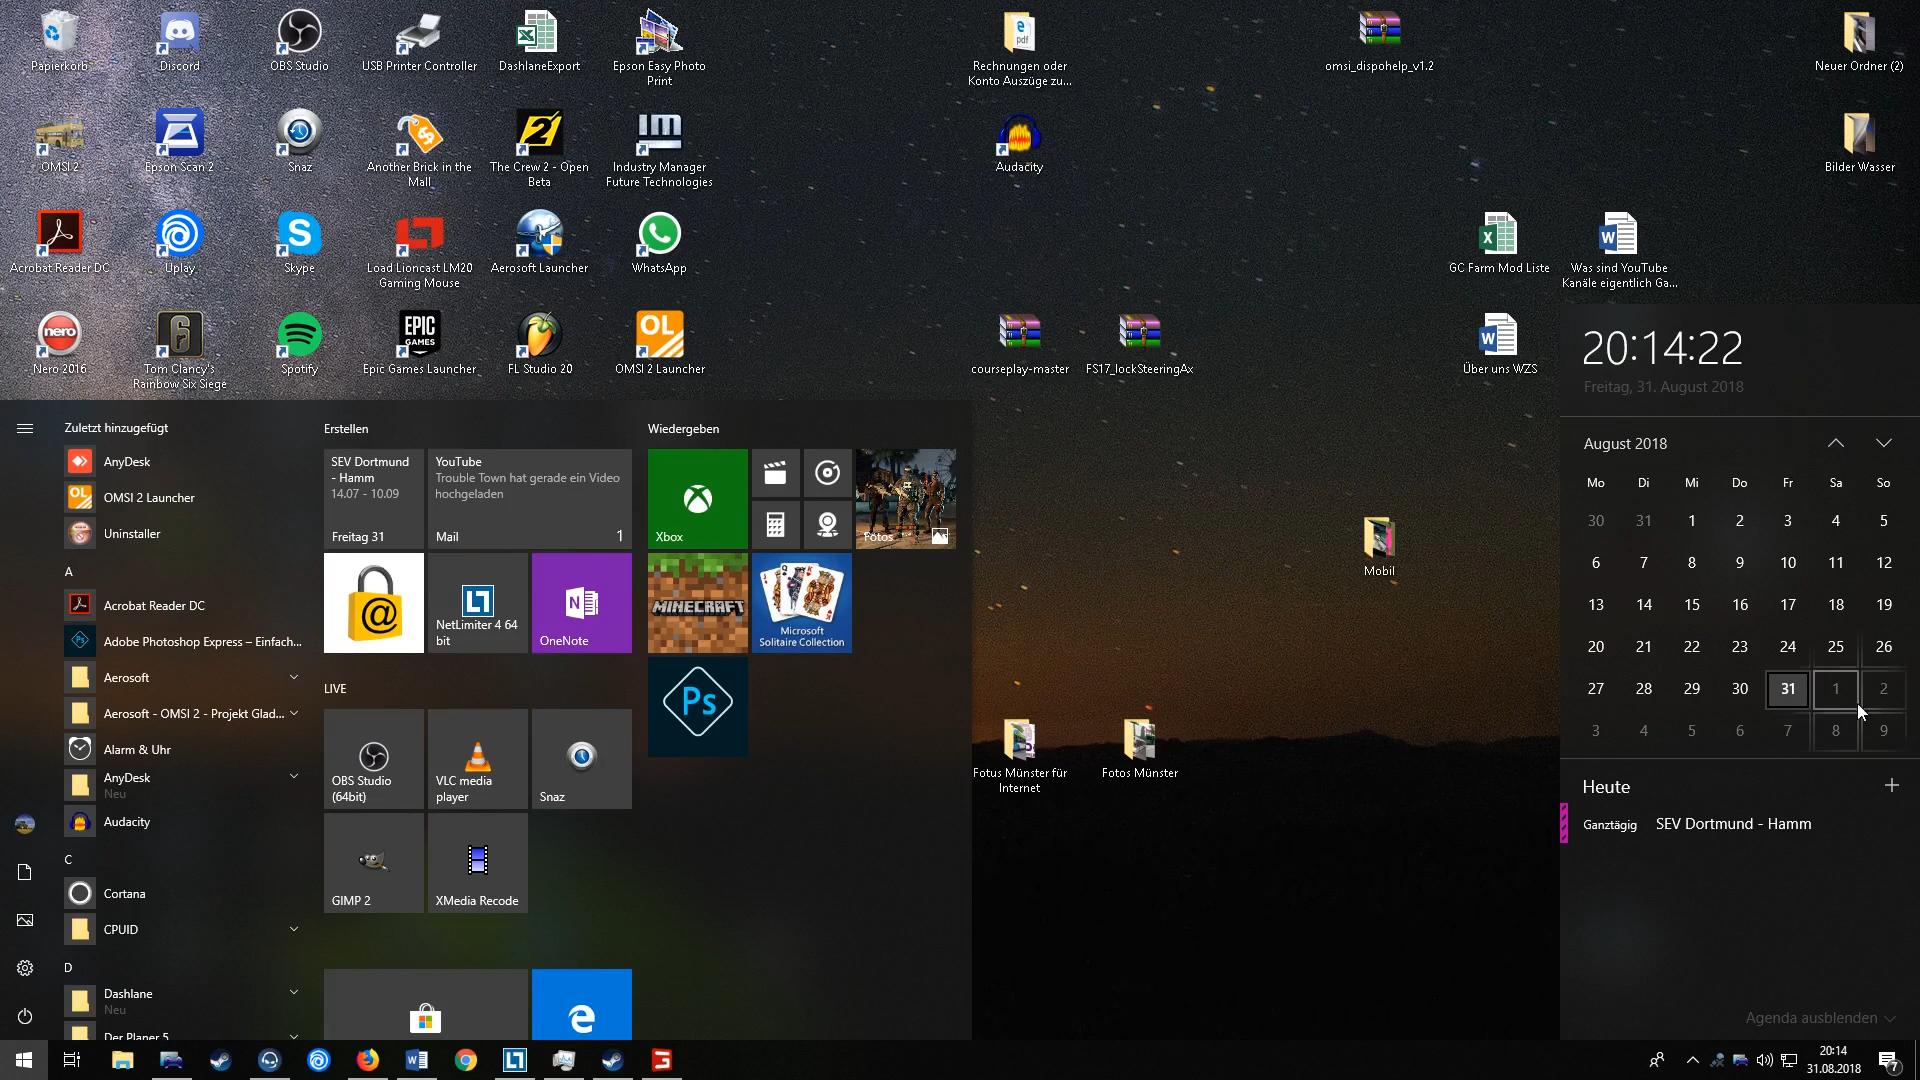 Papierkorb
Discord
OBS Studio
USB Printer Controller
DashlaneExport
Epson Easy Photo
Print
Rechnungen oder
Konto Auszüge zu...
omsi_dispohelp_v1.2
Neuer Ordner (2)
OMSI 2
Epson Scan 2
Snaz
Another Brick in the
Mall
The Crew 2 - Open
Beta
Industry Manager
Future Technologies
Audacity
Bilder Wasser
Acrobat Reader DC
Uplay
Skype
Load Lioncast LM20
Gaming Mouse
Aerosoft Launcher
WhatsApp
GC Farm Mod Liste
Was sind YouTube
Kanäle eigentlich Ga...
nero
Nero 2016
Tom Clancy's
Rainbow Six Siege
Spotify
EPIC
GAMES
Epic Games Launcher
FL Studio 20
OL
OMSI 2 Launcher
courseplay-master
FS17_lockSteeringAx
Über uns WZS
Mobil
Fotus Münster für
Internet
Fotos Münster
Zuletzt hinzugefügt
AnyDesk
OMSI 2 Launcher
Uninstaller
A
Acrobat Reader DC
Adobe Photoshop Express – Einfach...
Aerosoft
Aerosoft - OMSI 2 - Projekt Glad...
Alarm & Uhr
AnyDesk
Neu
Audacity
C
Cortana
CPUID
D
Dashlane
Neu
Der Planer 5
Erstellen
SEV Dortmund
- Hamm
14.07 - 10.09
Freitag 31
YouTube
Trouble Town hat gerade ein Video
hochgeladen
Mail 1
NetLimiter 4 64
bit
OneNote
LIVE
OBS Studio
(64bit)
VLC media
player
Snaz
GIMP 2
XMedia Recode
Wiedergeben
Xbox
Fotos
MINECRAFT
Microsoft
Solitaire Collection
Ps
20:14:22
Freitag, 31. August 2018
August 2018
Mo Di Mi Do Fr Sa So
30 31 1 2 3 4 5
6 7 8 9 10 11 12
13 14 15 16 17 18 19
20 21 22 23 24 25 26
27 28 29 30 31 1 2
3 4 5 6 7 8 9
Heute
Ganztägig SEV Dortmund - Hamm
Agenda ausblenden
20:14
31.08.2018
7